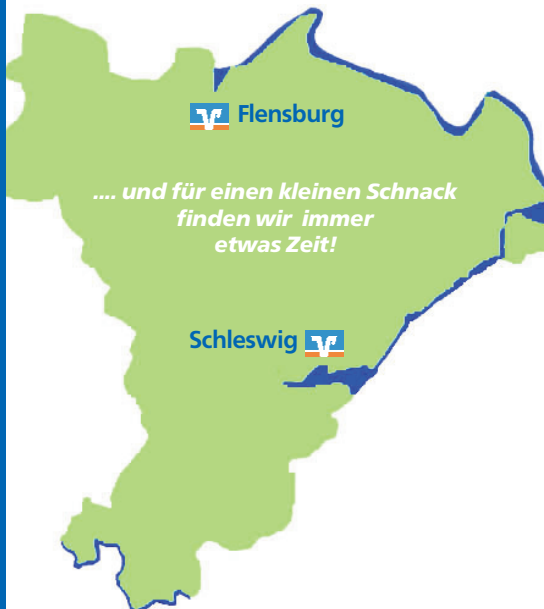 Flensburg
.... und für einen kleinen Schnack
finden wir immer
etwas Zeit!
Schleswig